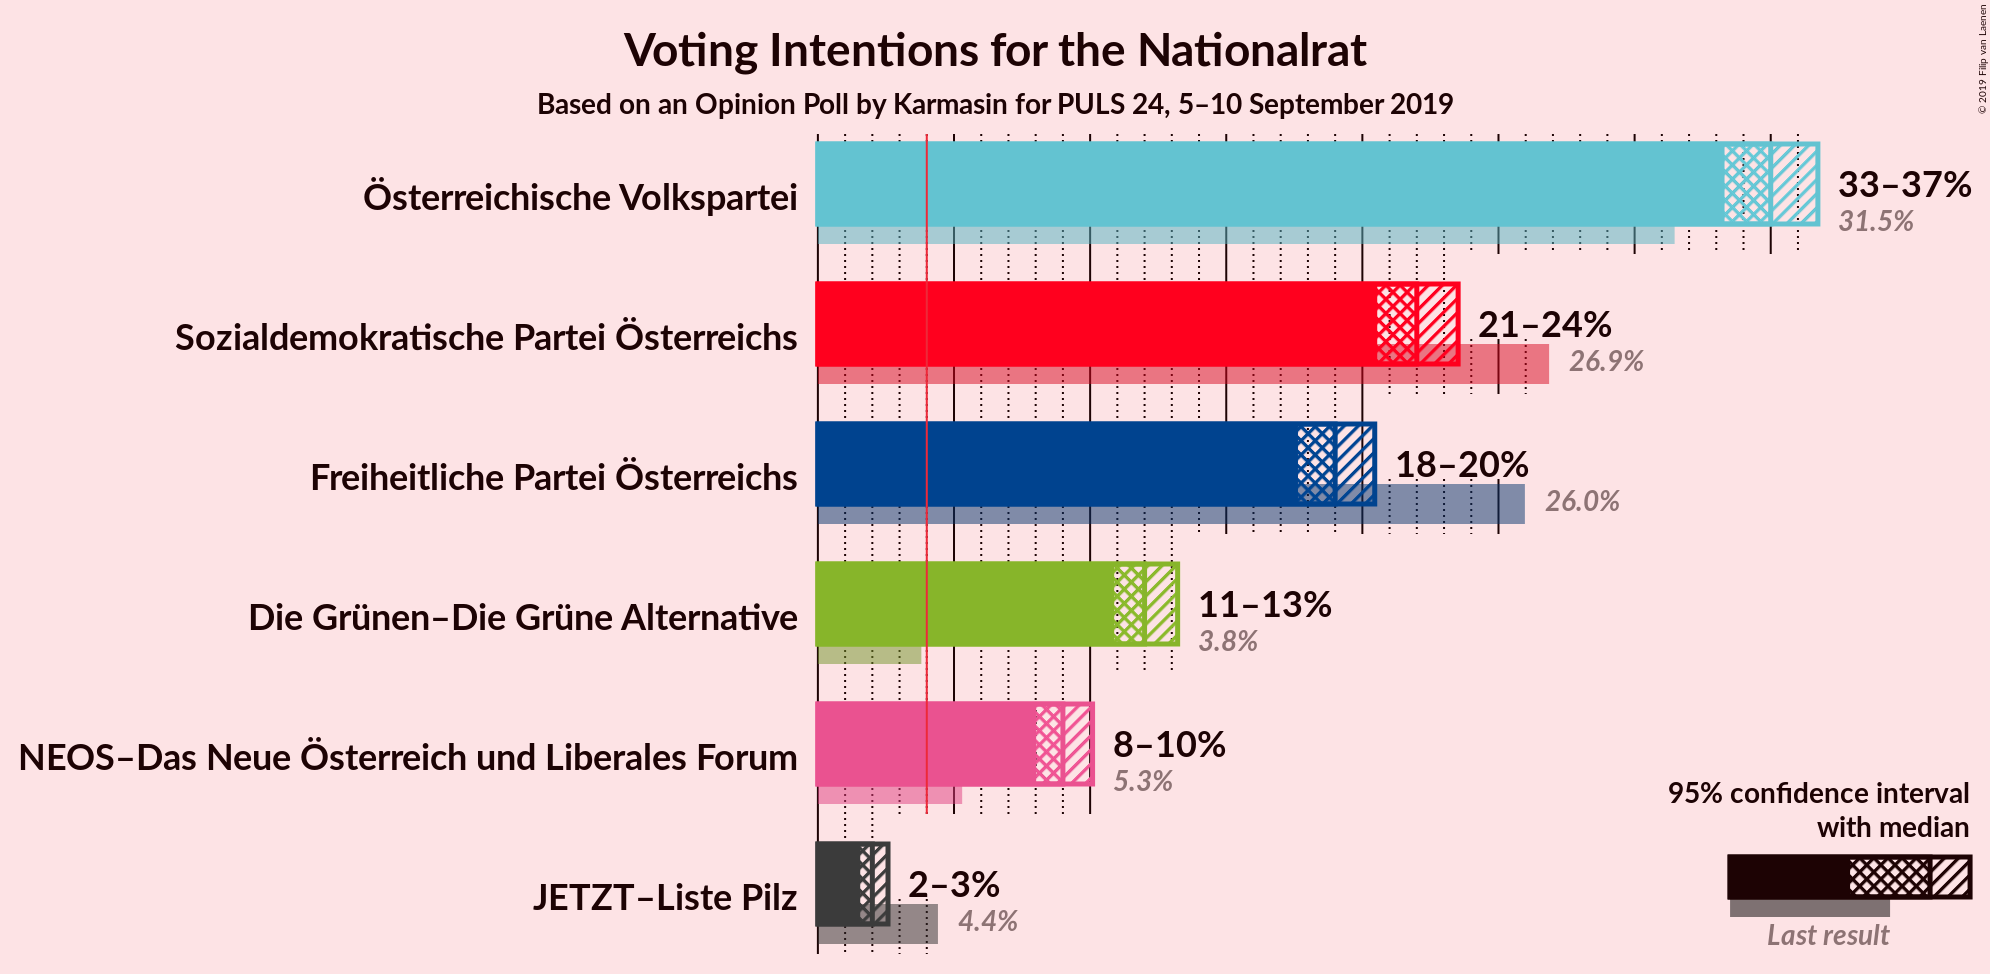 Voting Intentions for the Nationalrat
Based on an Opinion Poll by Karmasin for PULS 24, 5–10 September 2019
© 2019 Filip van Laenen
Österreichische Volkspartei
33–37%
31.5%
Sozialdemokratische Partei Österreichs
21–24%
26.9%
Freiheitliche Partei Österreichs
18–20%
26.0%
Die Grünen–Die Grüne Alternative
11–13%
3.8%
NEOS–Das Neue Österreich und Liberales Forum
8–10%
5.3%
JETZT–Liste Pilz
2–3%
4.4%
95% confidence interval
with median
Last result